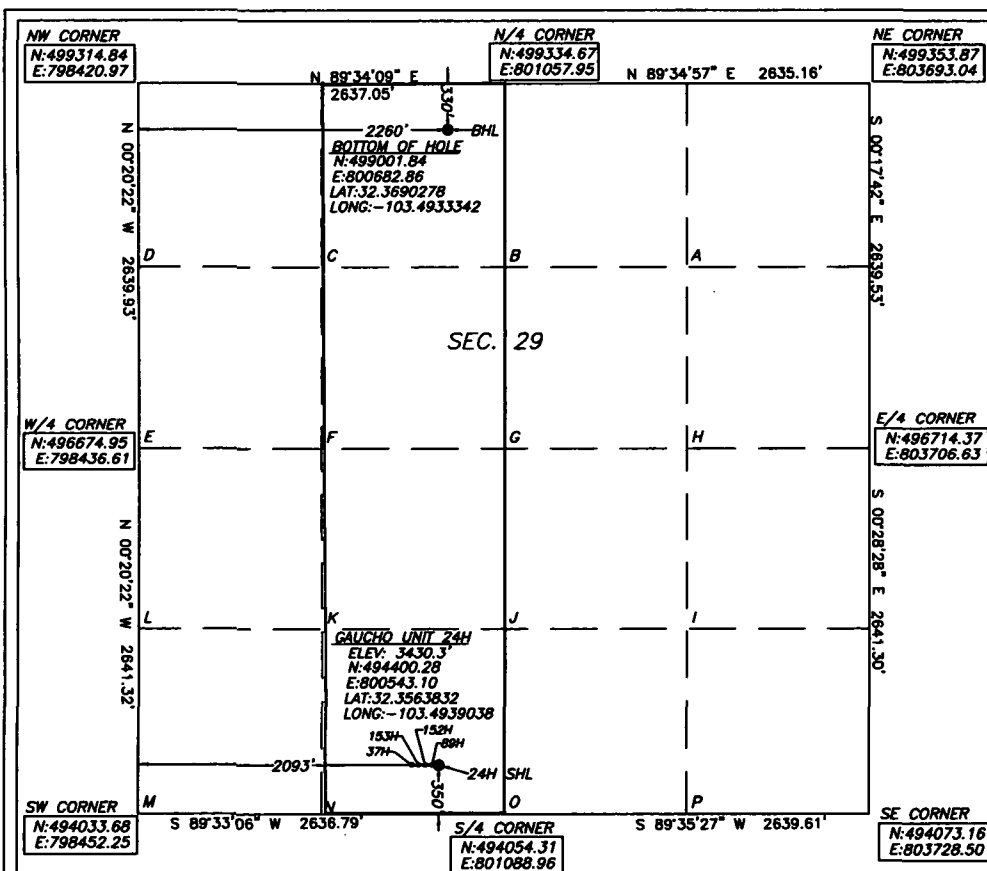 NW CORNER
N:499314.84
E:798420.97
N/4 CORNER
N:499334.67
E:801057.95
NE CORNER
N:499353.87
E:803693.04
N 89°34'09" E
2637.05'
N 89°34'57" E 2635.16'
330'
2260'
BHL
BOTTOM OF HOLE
N:499001.84
E:800682.86
LAT:32.3690278
LONG:-103.4933342
N 00°20'22" W 2639.93'
S 00°17'42" E 2639.53'
D
C
B
A
SEC. 29
W/4 CORNER
N:496674.95
E:798436.61
E
F
G
H
E/4 CORNER
N:496714.37
E:803706.63
N 00°20'22" W 2641.32'
S 00°28'28" E 2641.30'
L
K
J
I
GAUCHO UNIT 24H
ELEV: 3430.3'
N:494400.28
E:800543.10
LAT:32.3563832
LONG:-103.4939038
153H
152H
37H
89H
2093'
24H SHL
350'
SW CORNER
N:494033.68
E:798452.25
M
N
O
P
S 89°33'06" W 2636.79'
S/4 CORNER
N:494054.31
E:801088.96
S 89°35'27" W 2639.61'
SE CORNER
N:494073.16
E:803728.50